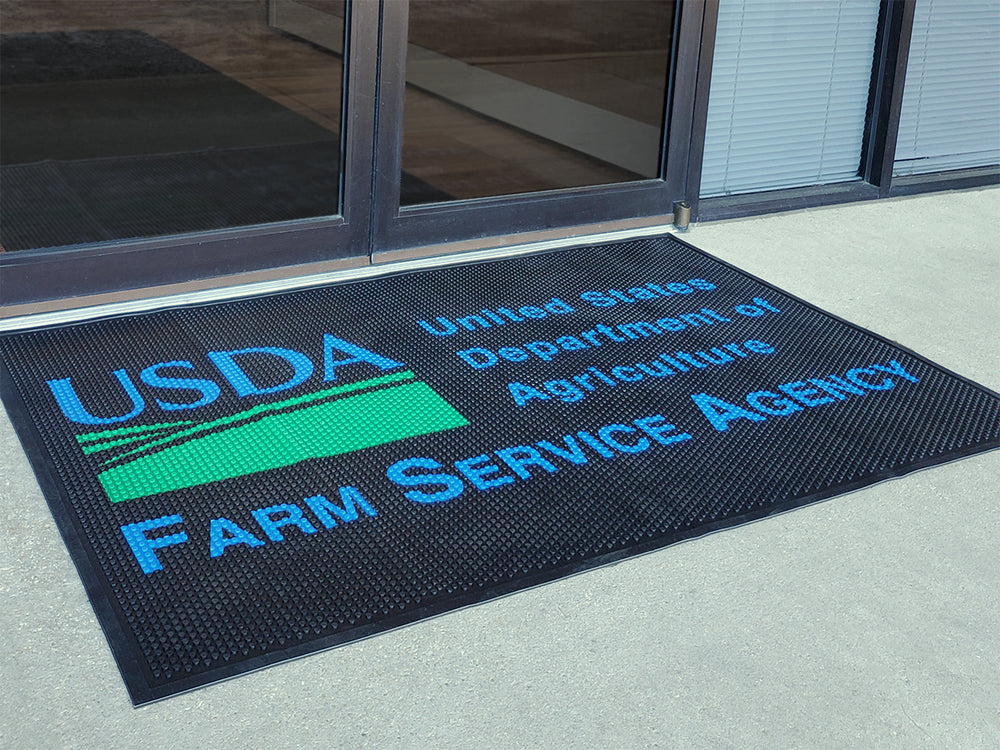 USDA
United States
Department of
Agriculture
FARM SERVICE AGENCY